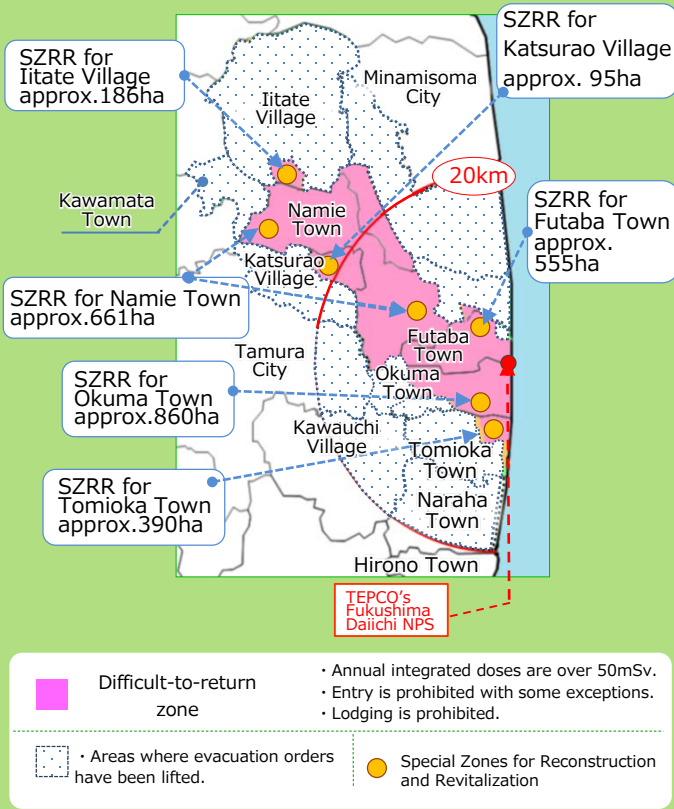 SZRR for
Iitate Village
approx.186ha
SZRR for
Katsurao Village
approx. 95ha
Minamisoma
City
Iitate
Village
20km
Kawamata
Town
Namie
Town
SZRR for
Futaba Town
approx.
555ha
Katsurao
Village
SZRR for Namie Town
approx.661ha
Futaba
Town
Tamura
City
SZRR for
Okuma Town
approx.860ha
Okuma
Town
Kawauchi
Village
Tomioka
Town
SZRR for
Tomioka Town
approx.390ha
Naraha
Town
Hirono Town
TEPCO's
Fukushima
Daiichi NPS
Difficult-to-return
zone
・Annual integrated doses are over 50mSv.
・Entry is prohibited with some exceptions.
・Lodging is prohibited.
・Areas where evacuation orders
have been lifted.
Special Zones for Reconstruction
and Revitalization